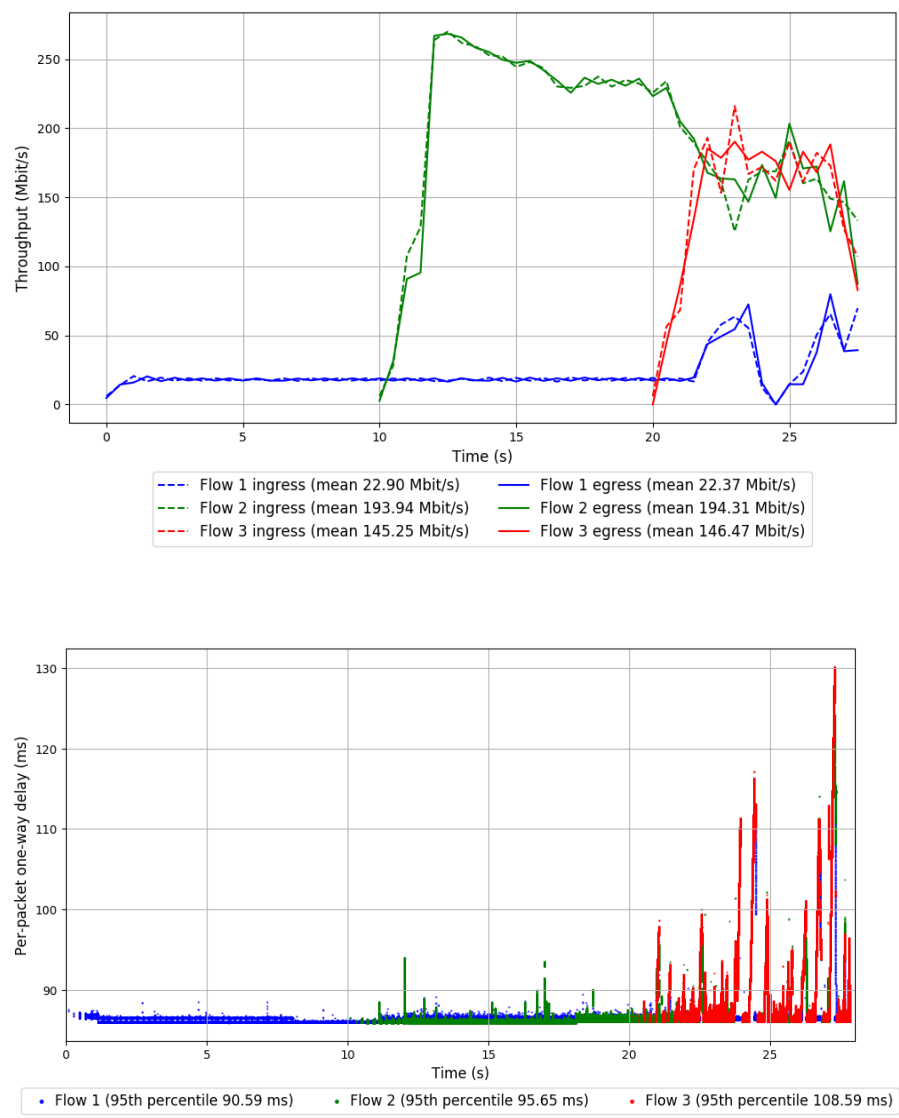 250
200
150
100
50
0
Throughput (Mbit/s)
0 5 10 15 20 25
Time (s)
Flow 1 ingress (mean 22.90 Mbit/s) Flow 1 egress (mean 22.37 Mbit/s)
Flow 2 ingress (mean 193.94 Mbit/s) Flow 2 egress (mean 194.31 Mbit/s)
Flow 3 ingress (mean 145.25 Mbit/s) Flow 3 egress (mean 146.47 Mbit/s)
130
120
110
100
90
Per-packet one-way delay (ms)
0 5 10 15 20 25
Time (s)
Flow 1 (95th percentile 90.59 ms) Flow 2 (95th percentile 95.65 ms) Flow 3 (95th percentile 108.59 ms)